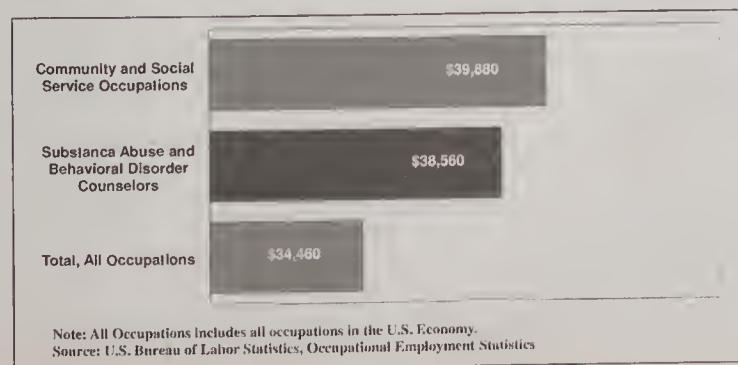 Community and Social
Service Occupations
$39,880
Substanca Abuse and
Behavioral Disorder
Counselors
$38,560
Total, All Occupations
$34,460
Note: All Occupations includes all occupations in the U.S. Economy.
Source: U.S. Bureau of Labor Statistics, Occupational Employment Statistics